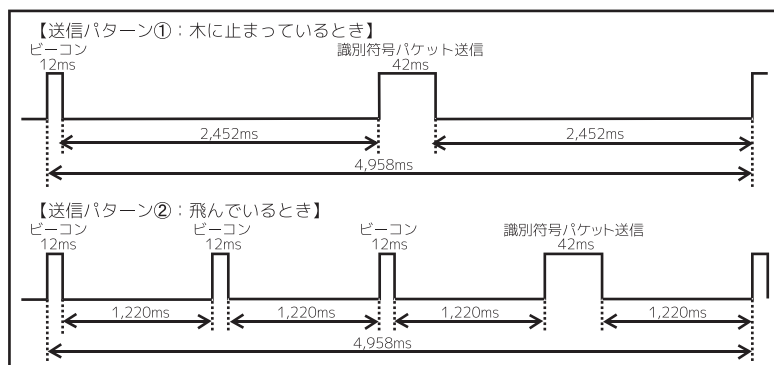 【送信パターン①:木に止まっているとき】
ビーコン 識別符号パケット送信
12ms 42ms
2,452ms 2,452ms
4,958ms
【送信パターン②:飛んでいるとき】
ビーコン ビーコン ビーコン 識別符号パケット送信
12ms 12ms 12ms 42ms
1,220ms 1,220ms 1,220ms 1,220ms
4,958ms